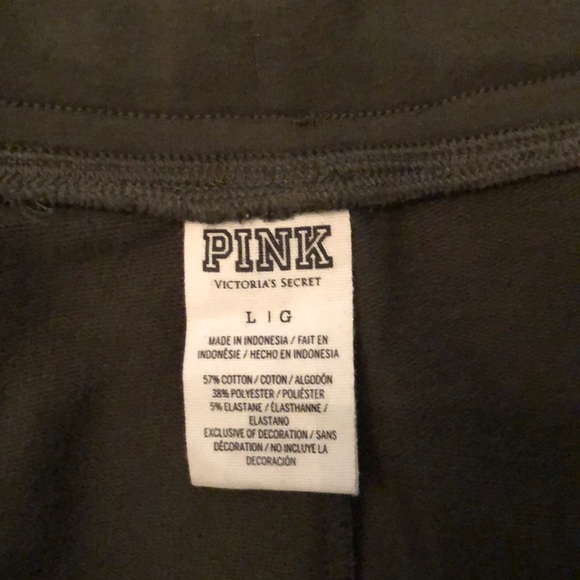 PINK
VICTORIA'S SECRET
L | G
MADE IN INDONESIA / FAIT EN
INDONÉSIE / HECHO EN INDONESIA
57% COTTON / COTON / ALGODÓN
38% POLYESTER / POLIÉSTER
5% ELASTANE / ÉLASTHANNE /
ELASTANO
EXCLUSIVE OF DECORATION / SANS
DÉCORATION / NO INCLUYE LA
DECORACIÓN